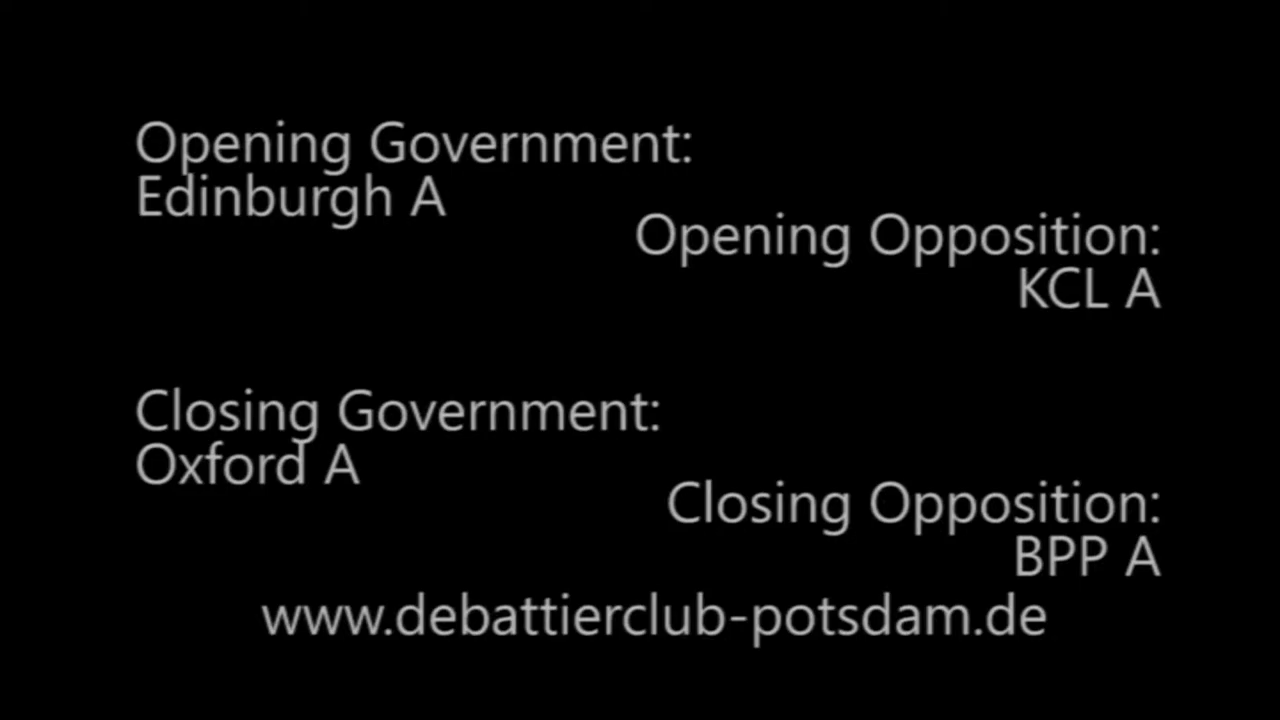 Opening Government:
Edinburgh A
Opening Opposition:
KCL A
Closing Government:
Oxford A
Closing Opposition:
BPP A
www.debattierclub-potsdam.de